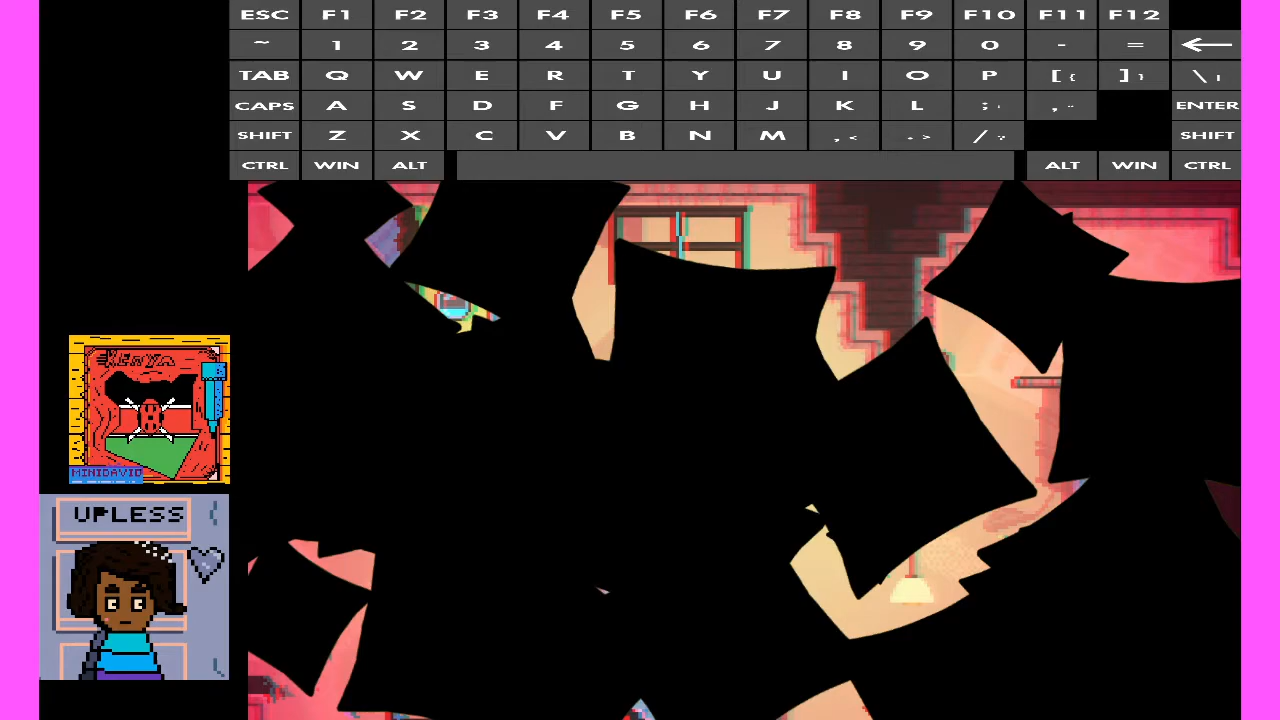 ESC F1 F2 F3 F4 F5 F6 F7 F8 F9 F10 F11 F12
~ 1 2 3 4 5 6 7 8 9 0 - = ←
TAB Q W E R T Y U I O P [ { ] } \ |
CAPS A S D F G H J K L ; : , " ENTER
SHIFT Z X C V B N M , < . > / ? SHIFT
CTRL WIN ALT ALT WIN CTRL
KEnyn
MINIDAVID
UPLESS